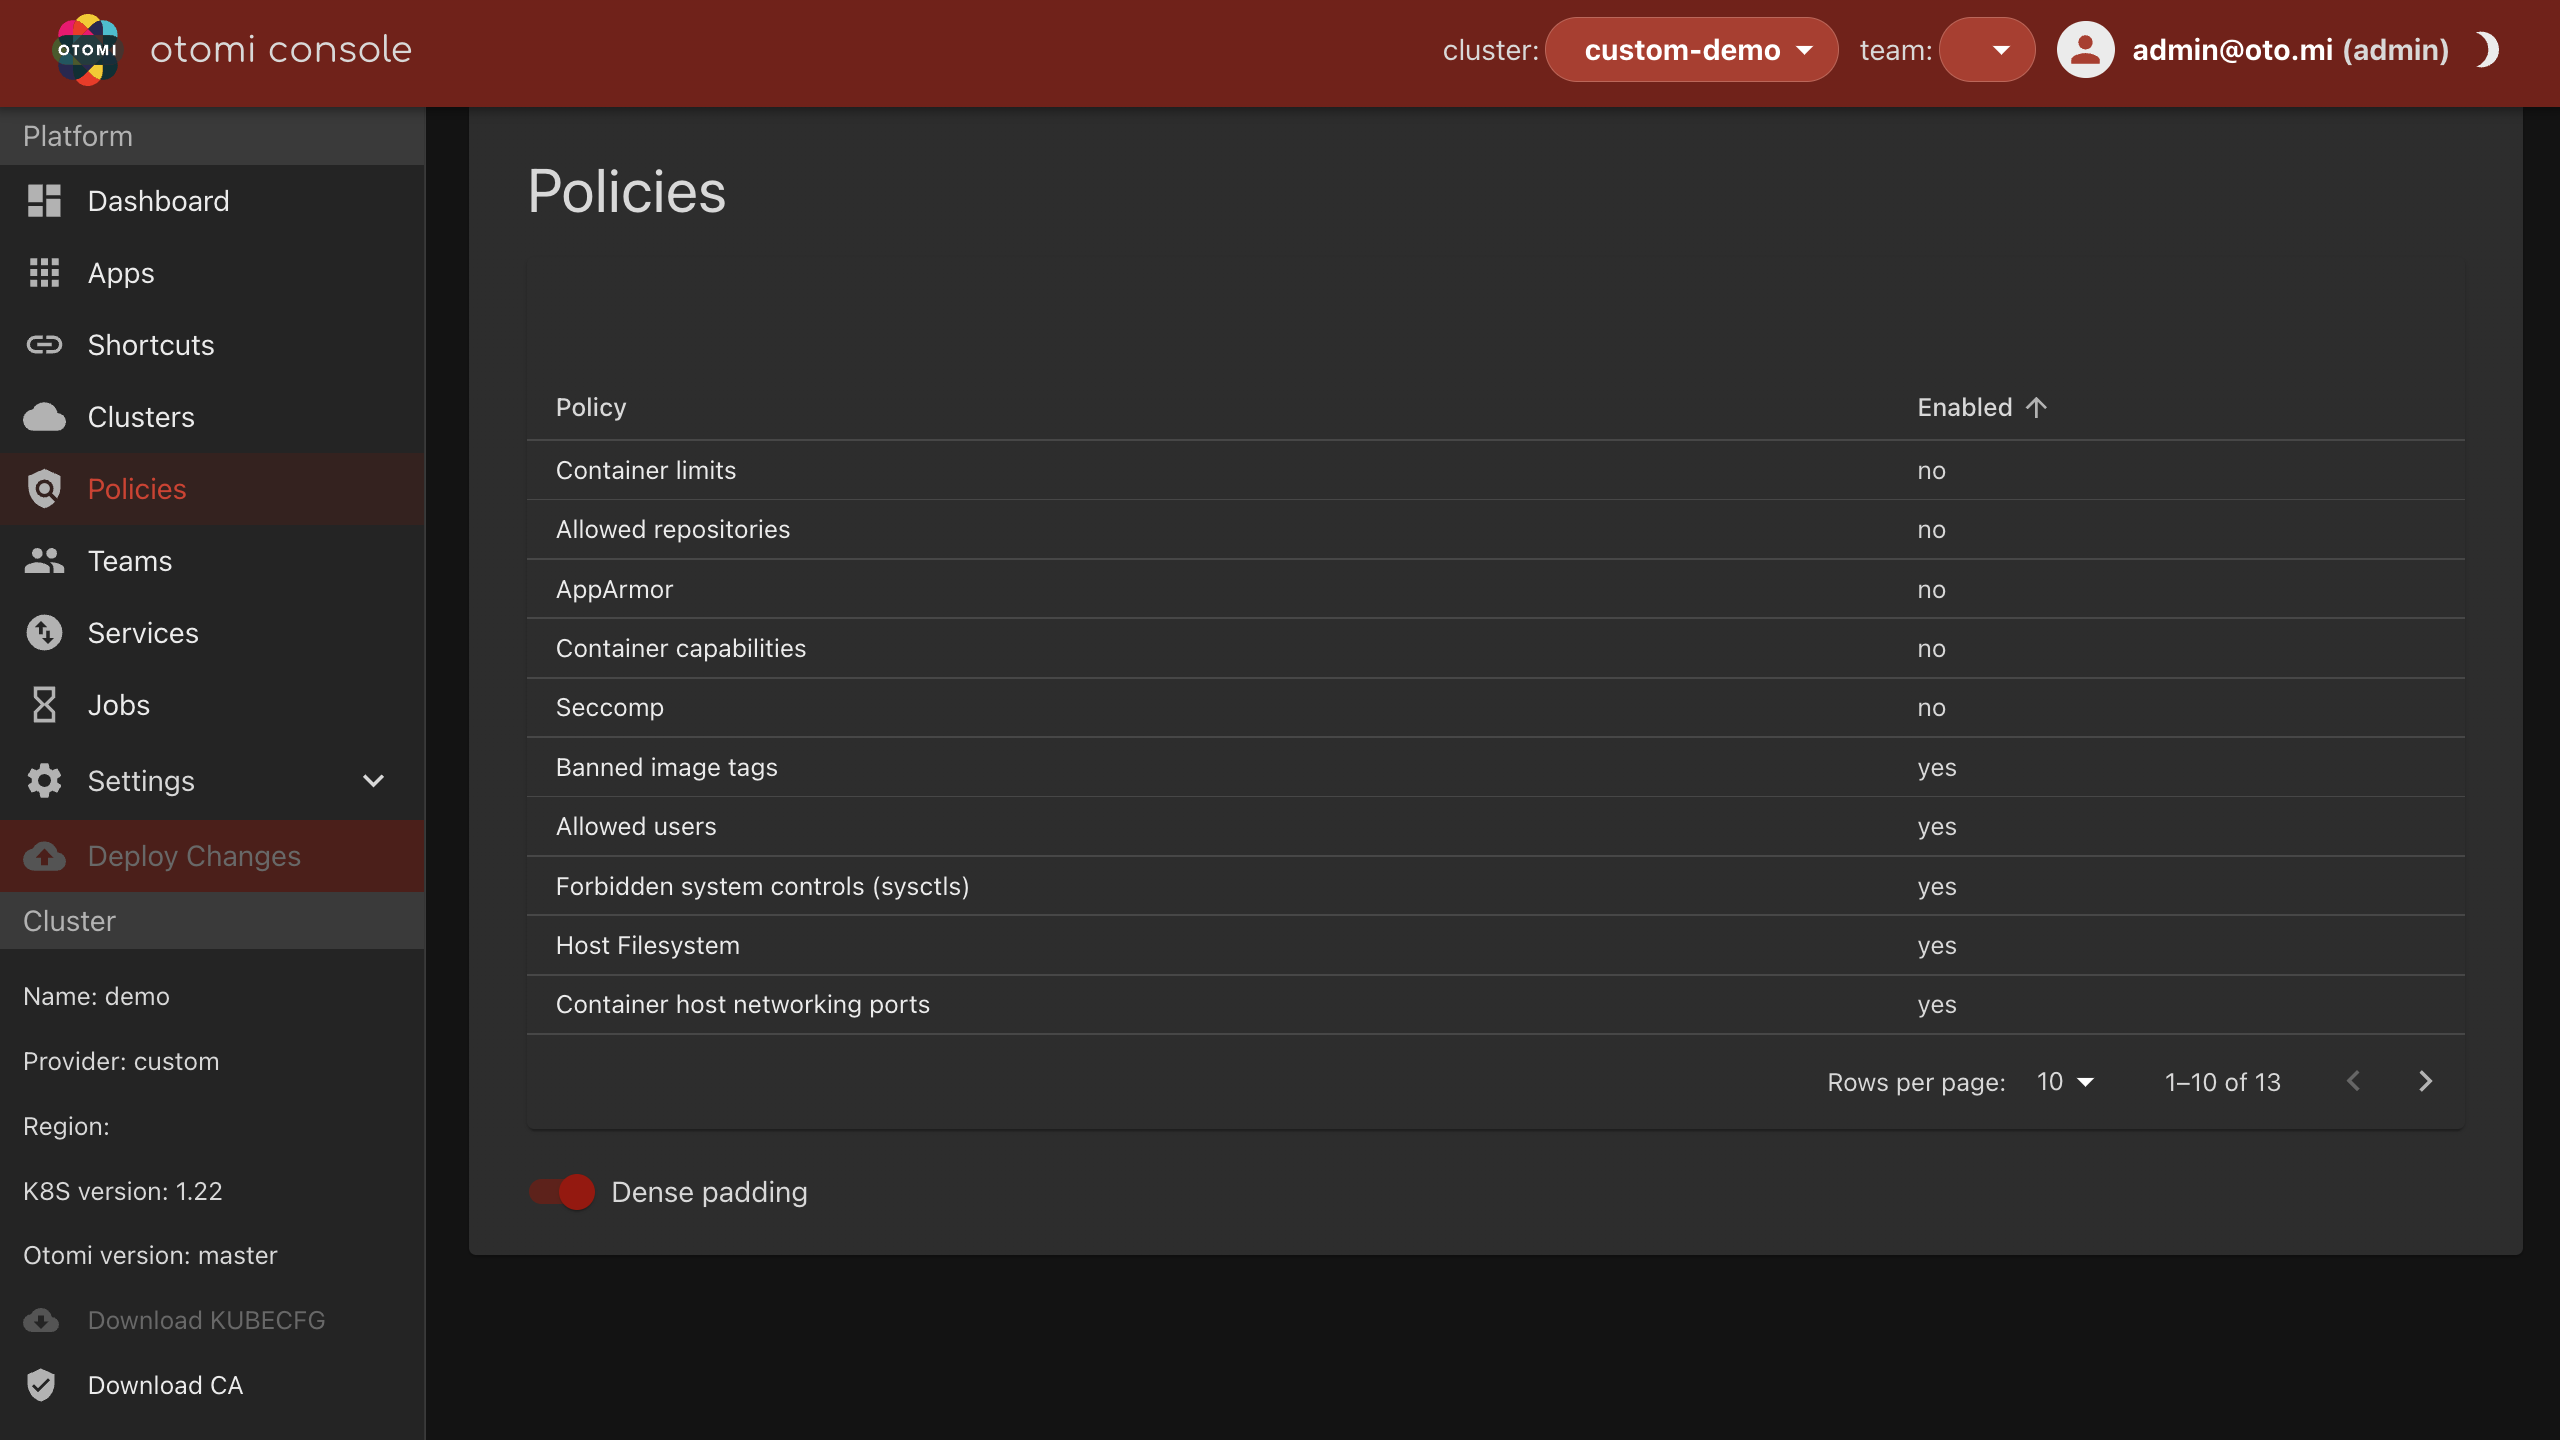 OTOMI
otomi console
cluster: custom-demo team: admin@oto.mi (admin)
Platform
Dashboard
Apps
Shortcuts
Clusters
Policies
Teams
Services
Jobs
Settings
Deploy Changes
Cluster
Name: demo
Provider: custom
Region:
K8S version: 1.22
Otomi version: master
Download KUBECFG
Download CA
Policies
Policy Enabled
Container limits no
Allowed repositories no
AppArmor no
Container capabilities no
Seccomp no
Banned image tags yes
Allowed users yes
Forbidden system controls (sysctls) yes
Host Filesystem yes
Container host networking ports yes
Rows per page: 10 1–10 of 13
Dense padding